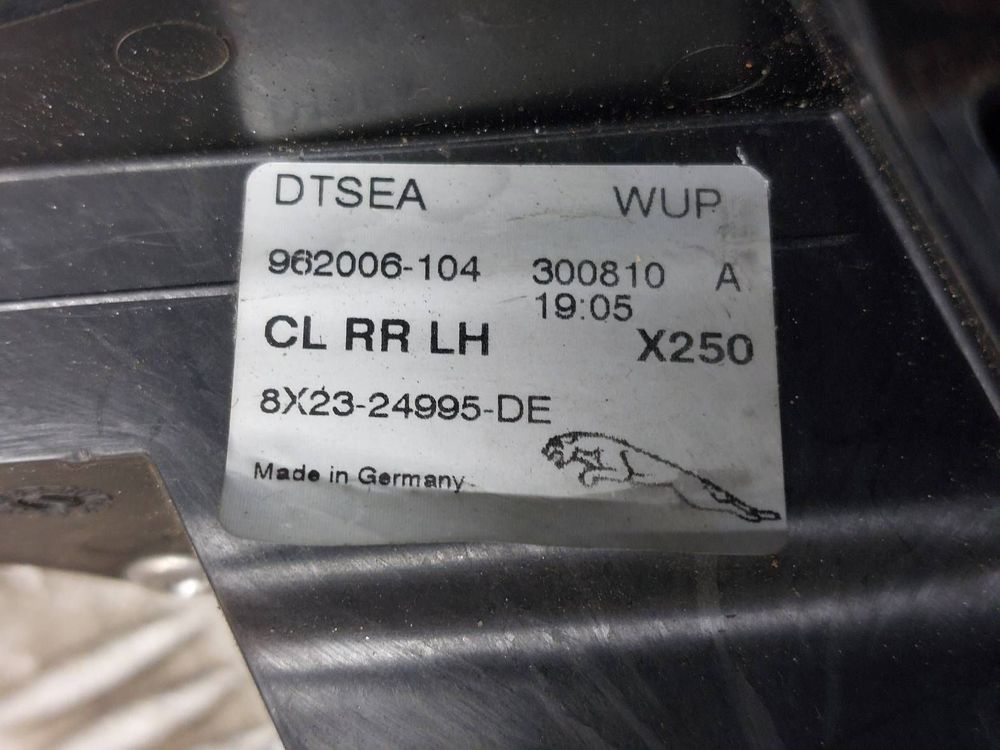 DTSEA WUP
962006-104 300810 A
19:05
CL RR LH X250
8X23-24995-DE
Made in Germany